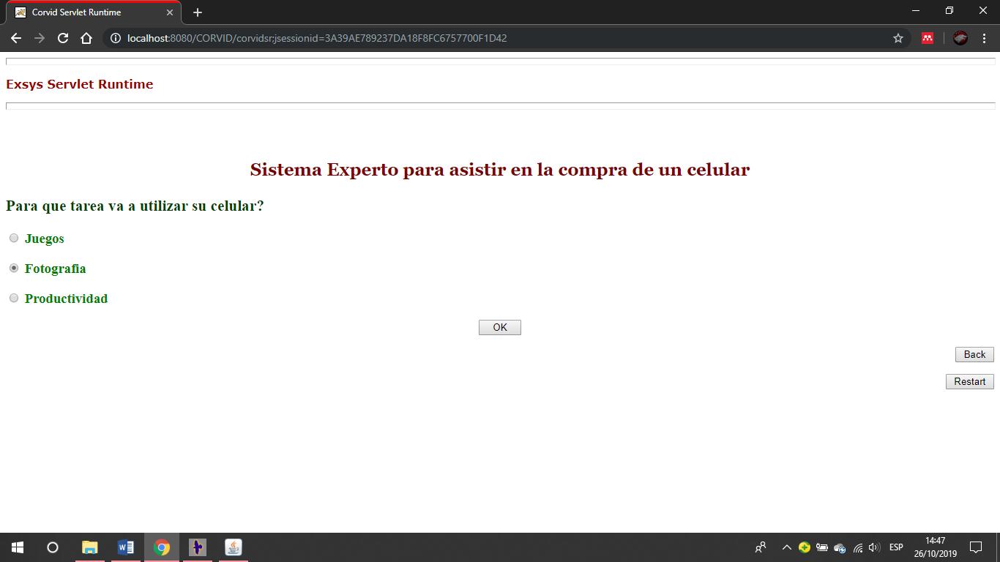 Corvid Servlet Runtime
localhost:8080/CORVID/corvidsr;jsessionid=3A39AE789237DA18F8FC6757700F1D42
Exsys Servlet Runtime
Sistema Experto para asistir en la compra de un celular
Para que tarea va a utilizar su celular?
Juegos
Fotografia
Productividad
OK
Back
Restart
ESP
14:47
26/10/2019